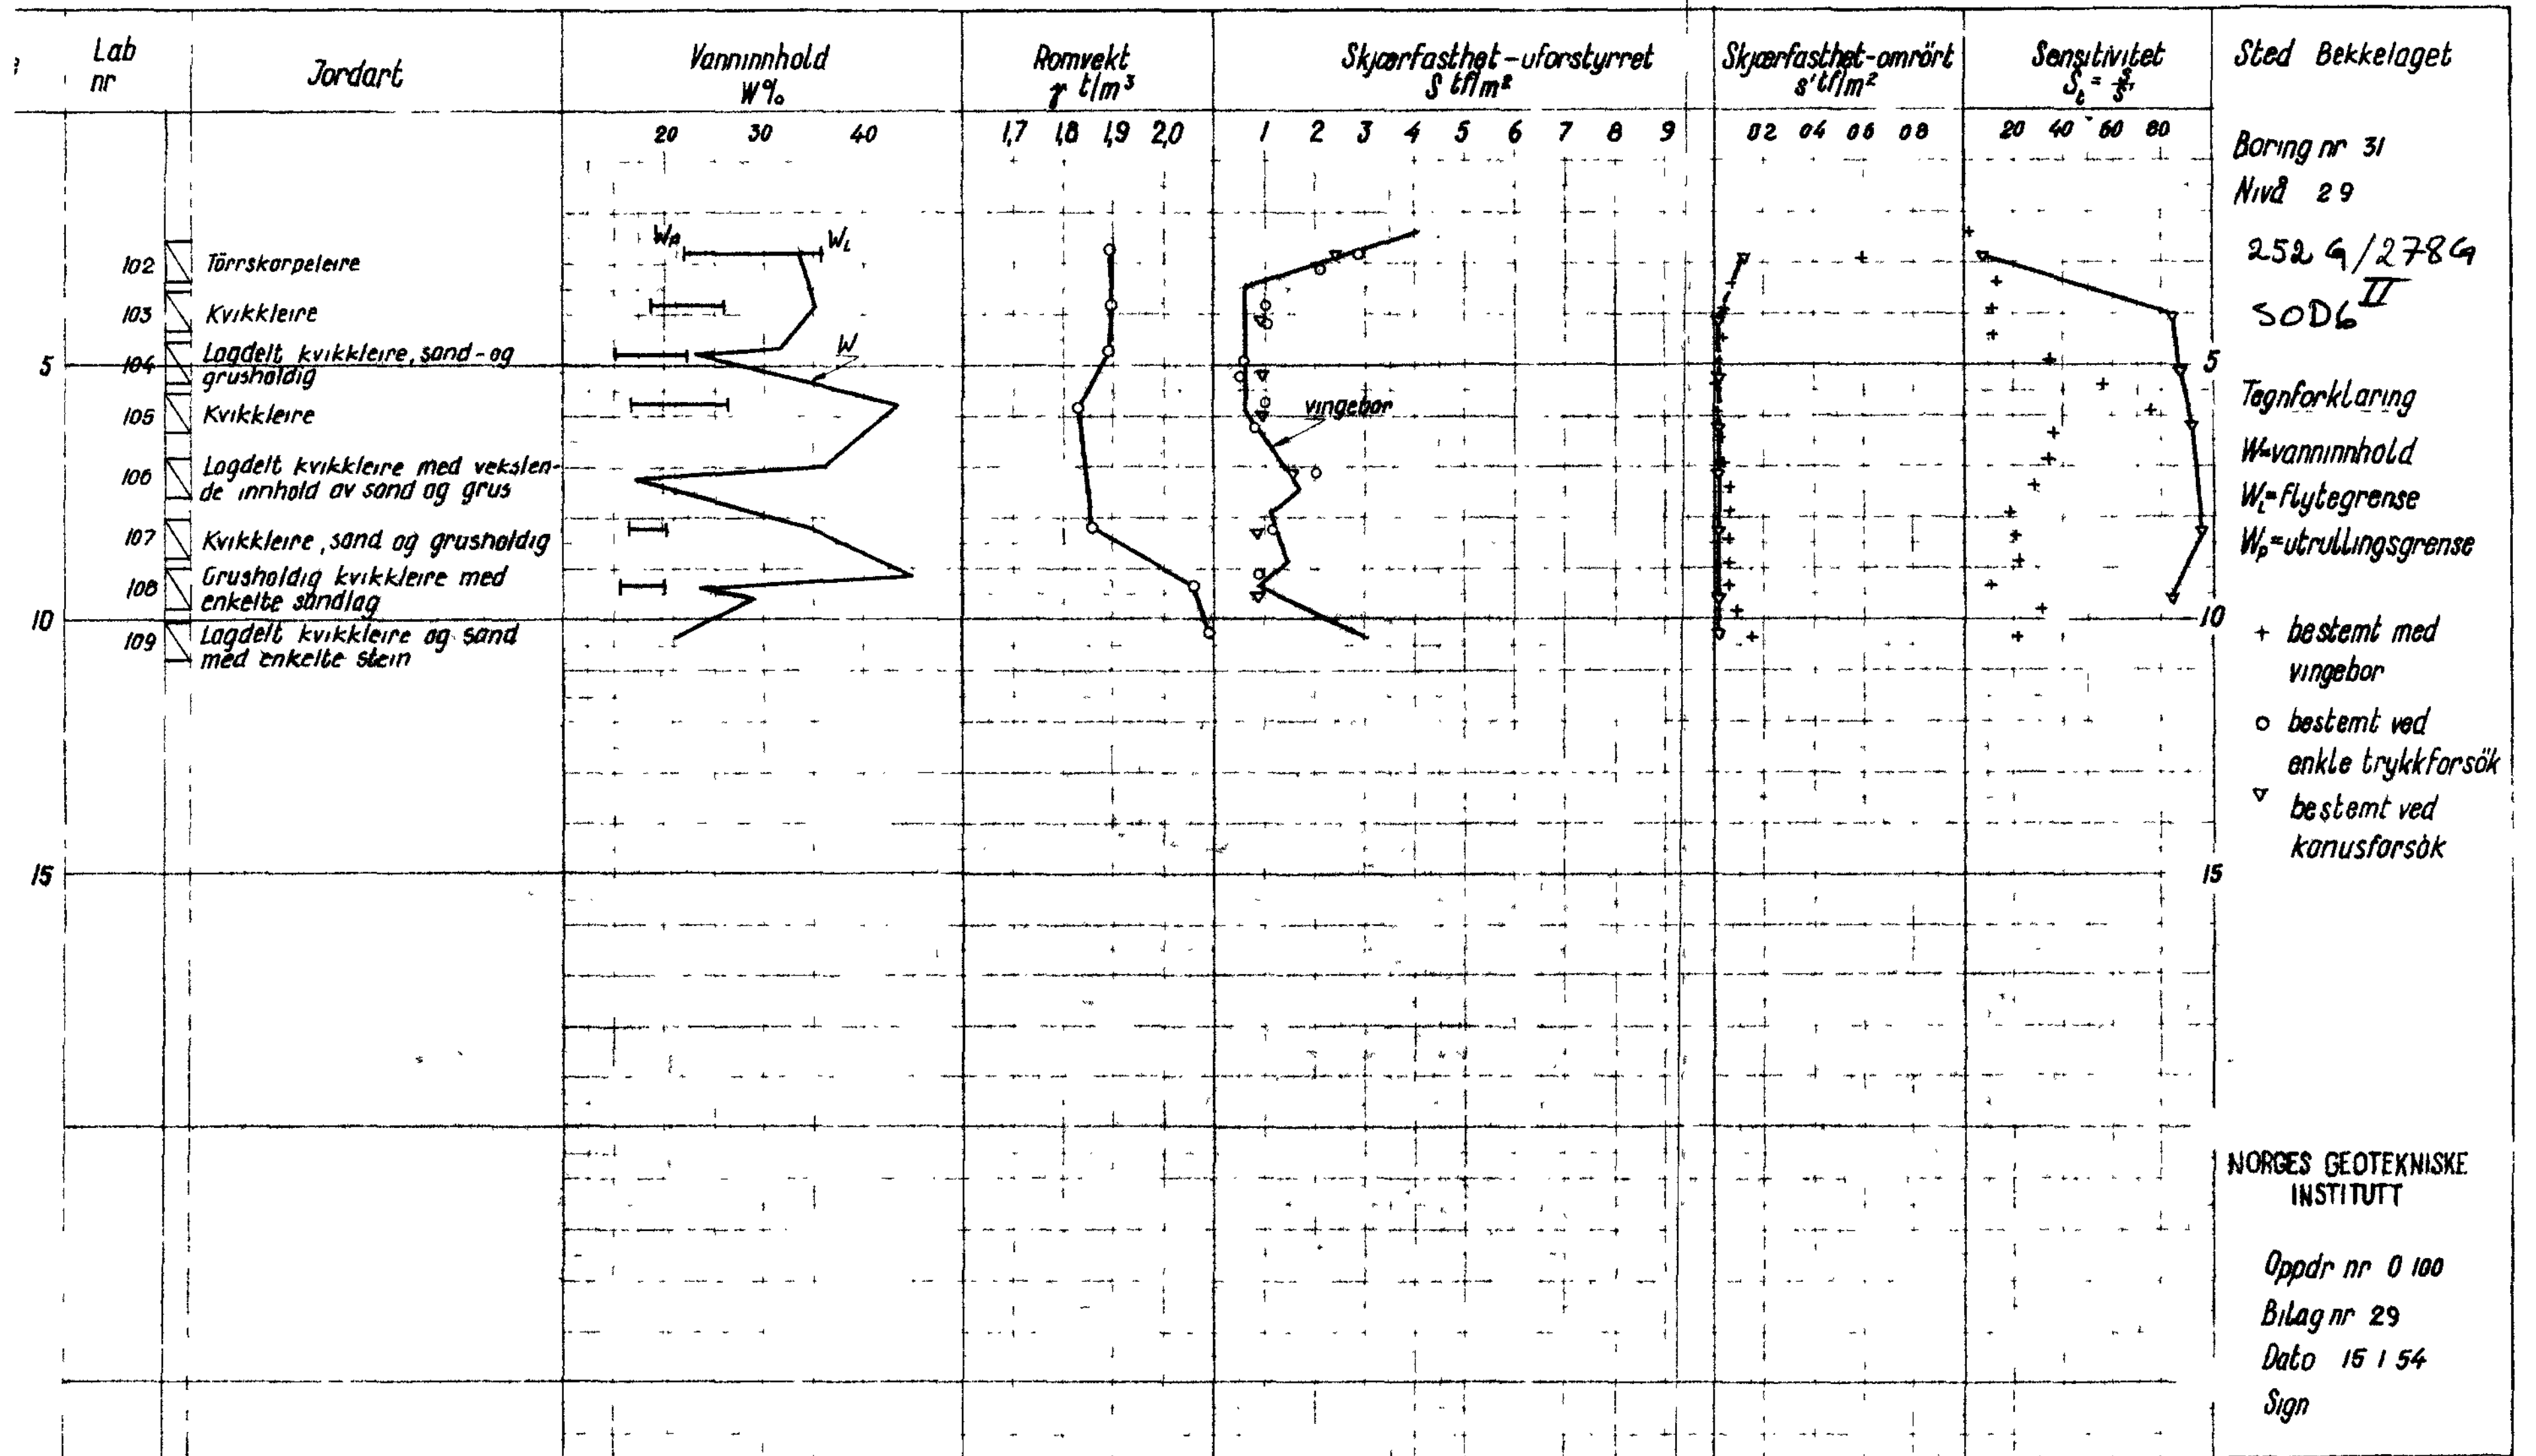 Lab
nr
Jordart
Vanninnhold
W%
Romvekt
γ t/m³
Skjærfasthet-uforstyrret
S tf/m²
Skjærfasthet-omrört
s' tf/m²
Sensitivitet
Sₜ = s/s'
20 30 40
1,7 1,8 1,9 2,0
1 2 3 4 5 6 7 8 9
02 04 06 08
20 40 60 80
102 Törrskorpeleire
103 Kvikkleire
104 Lagdelt kvikkleire, sand-og
grusholdig
105 Kvikkleire
106 Lagdelt kvikkleire med vekslen-
de innhold av sand og grus
107 Kvikkleire, sand og grusholdig
108 Grusholdig kvikkleire med
enkelte sandlag
109 Lagdelt kvikkleire og sand
med enkelte stein
5
10
15
Wp
WL
W
vingebor
5
10
15
Sted Bekkelaget
Boring nr 31
Nivå 29
252 G/278G
II
SOD6
Tegnforklaring
W=vanninnhold
WL=flytegrense
Wp=utrullingsgrense
+ bestemt med
vingebor
o bestemt ved
enkle trykkforsök
▽ bestemt ved
konusforsök
NORGES GEOTEKNISKE
INSTITUTT
Oppdr nr 0 100
Bilag nr 29
Dato 15 1 54
Sign